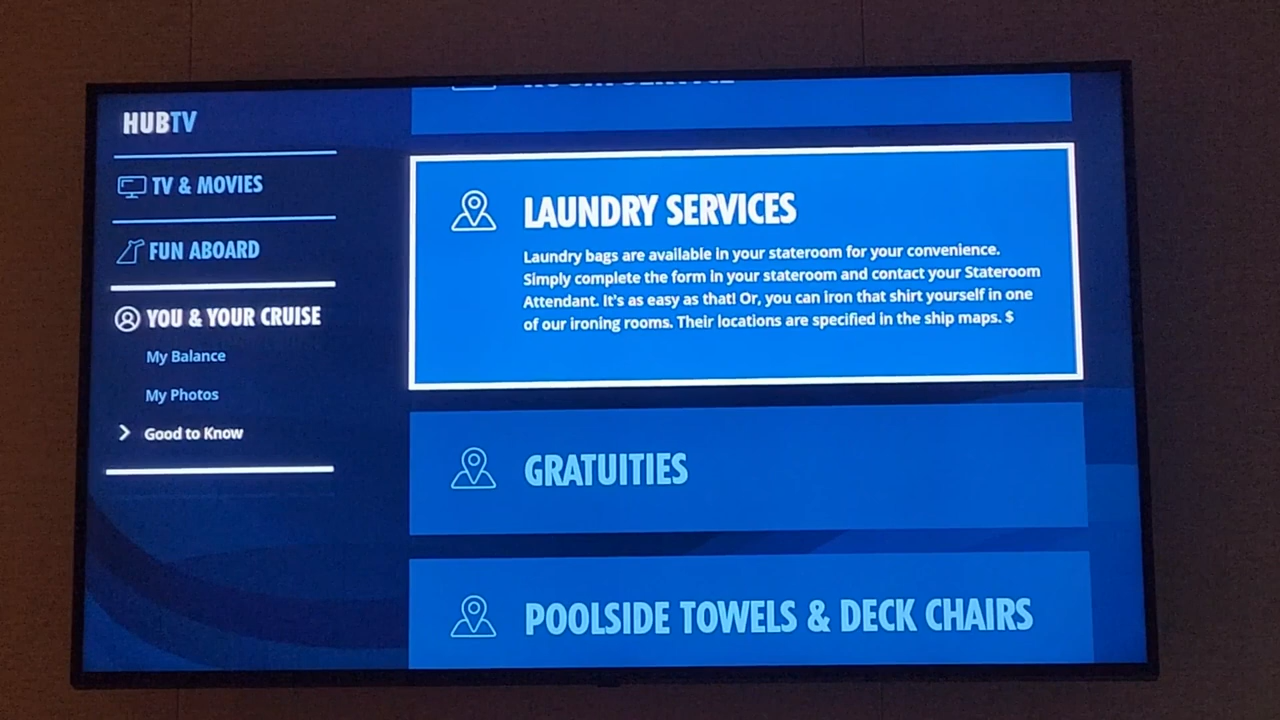 HUBTV
TV & MOVIES
FUN ABOARD
YOU & YOUR CRUISE
My Balance
My Photos
Good to Know
ROOM SERVICE
LAUNDRY SERVICES
Laundry bags are available in your stateroom for your convenience.
Simply complete the form in your stateroom and contact your Stateroom
Attendant. It's as easy as that! Or, you can iron that shirt yourself in one
of our ironing rooms. Their locations are specified in the ship maps. $
GRATUITIES
POOLSIDE TOWELS & DECK CHAIRS